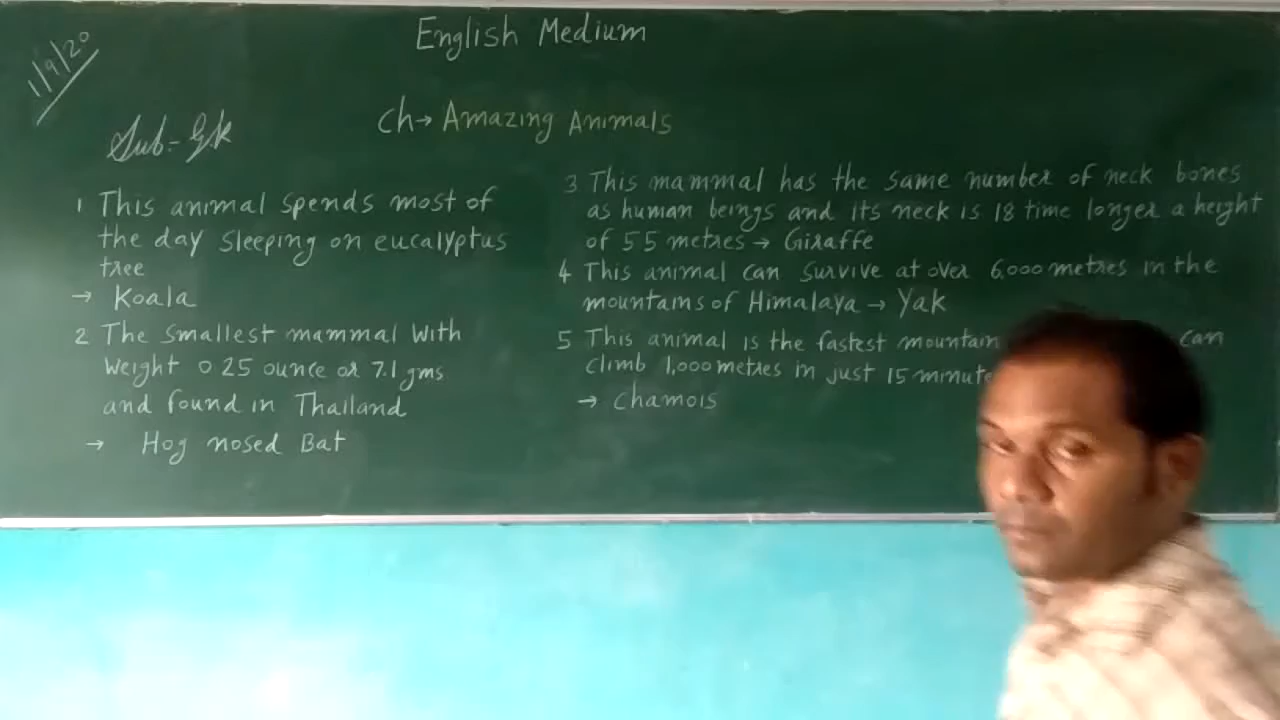 1/9/20
English Medium
Sub:- Gk
Ch→ Amazing Animals
1 This animal spends most of
the day sleeping on eucalyptus
tree
→ Koala
2 The smallest mammal with
weight 0 25 ounce or 7.1 gms
and found in Thailand
→ Hog nosed Bat
3 This mammal has the same number of neck bones
as human beings and its neck is 18 time longer a height
of 5 5 metres → Giraffe
4 This animal can survive at over 6,000 metres in the
mountains of Himalaya → Yak
5 This animal is the fastest mountain can
climb 1,000 metres in just 15 minute
→ Chamois